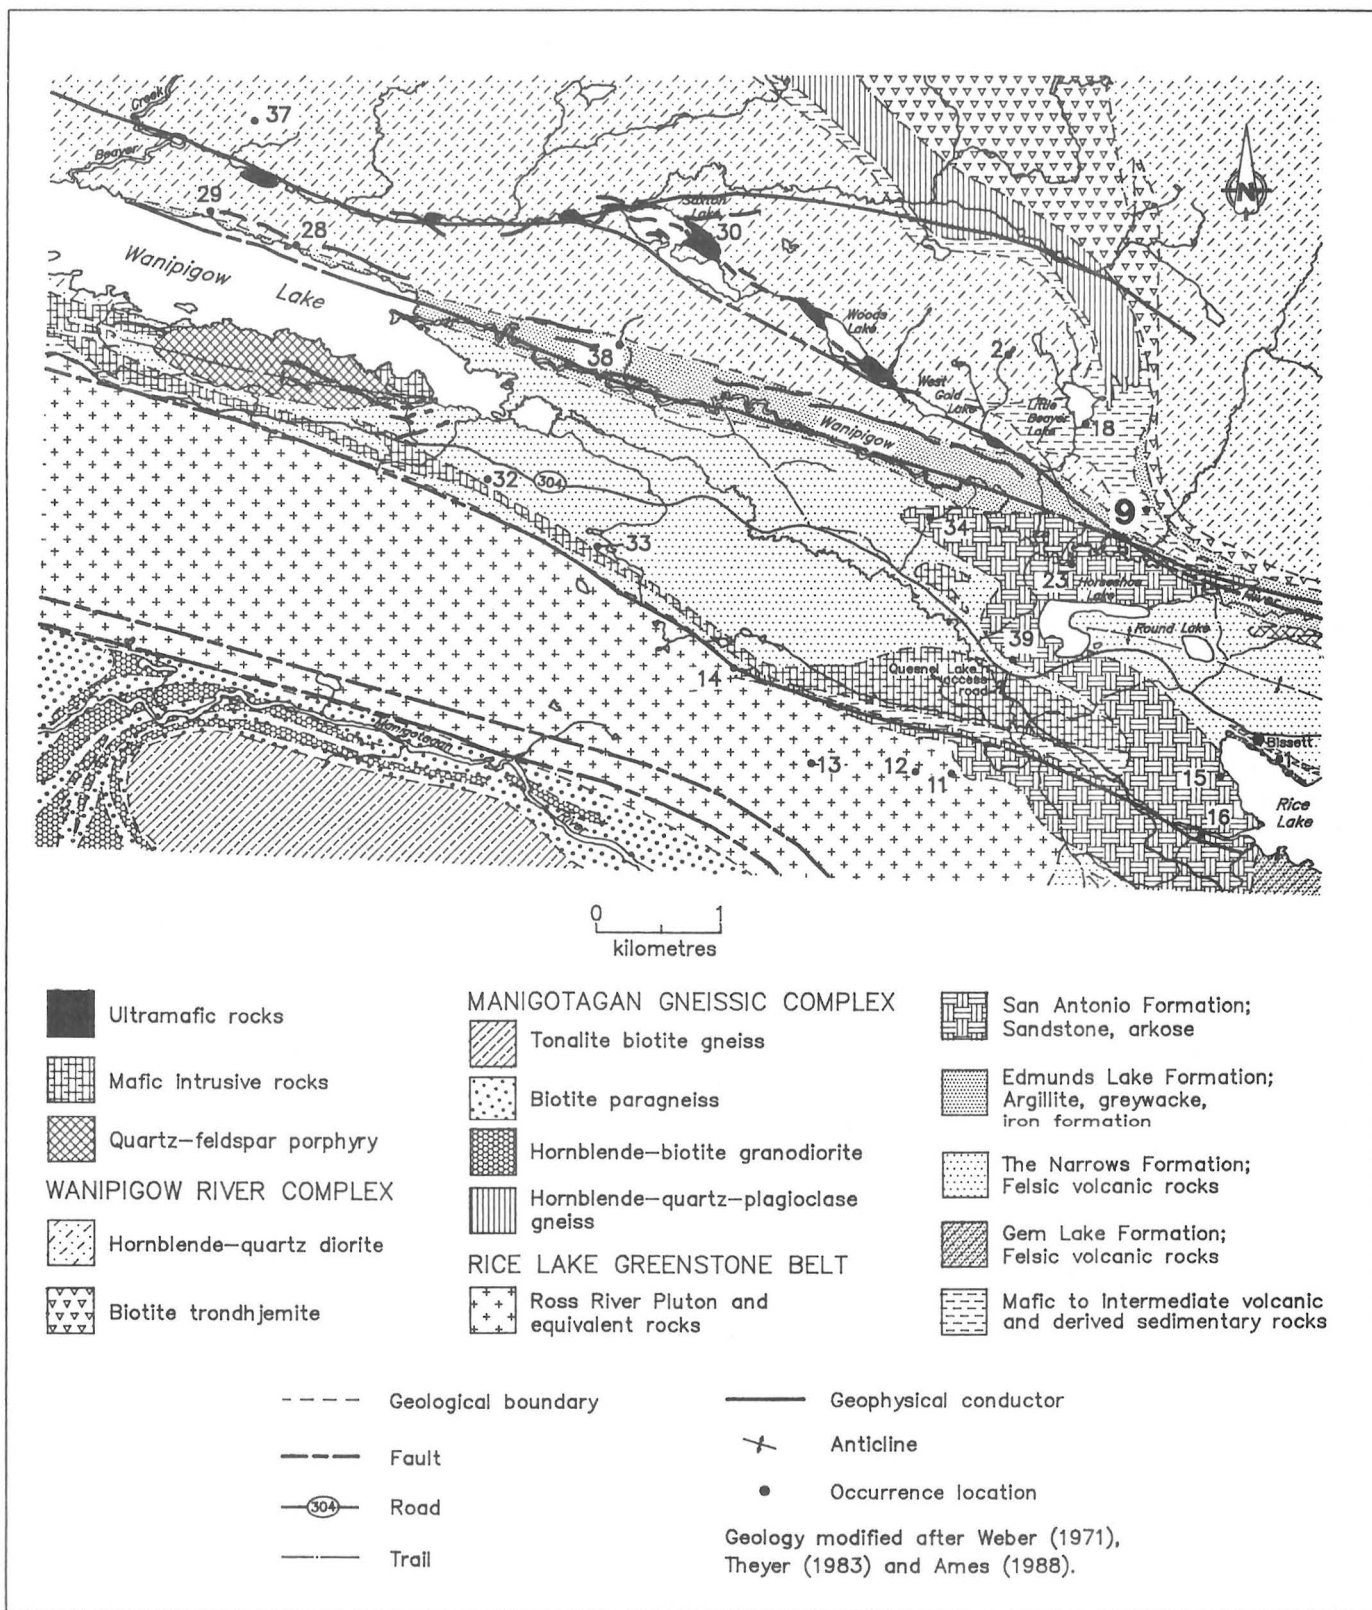 Creek
37
Beaver
N
29
28
Saxton
Lake
30
Wanipigow
Lake
Woods
Lake
38
2
West
Gold
Lake
Little
Beaver
Lake
18
Wanipigow
32
304
9
34
33
23
Horseshoe
Lake
River
Round Lake
39
Quesnel Lake
access
road
14
Manigotagan
River
13
12
11
Bissett
1
15
Rice
Lake
16
0 1
kilometres
Ultramafic rocks
Mafic intrusive rocks
Quartz-feldspar porphyry
WANIPIGOW RIVER COMPLEX
Hornblende-quartz diorite
Biotite trondhjemite
MANIGOTAGAN GNEISSIC COMPLEX
Tonalite biotite gneiss
Biotite paragneiss
Hornblende-biotite granodiorite
Hornblende-quartz-plagioclase
gneiss
RICE LAKE GREENSTONE BELT
Ross River Pluton and
equivalent rocks
San Antonio Formation;
Sandstone, arkose
Edmunds Lake Formation;
Argillite, greywacke,
iron formation
The Narrows Formation;
Felsic volcanic rocks
Gem Lake Formation;
Felsic volcanic rocks
Mafic to intermediate volcanic
and derived sedimentary rocks
Geological boundary
Fault
304 Road
Trail
Geophysical conductor
Anticline
Occurrence location
Geology modified after Weber (1971),
Theyer (1983) and Ames (1988).